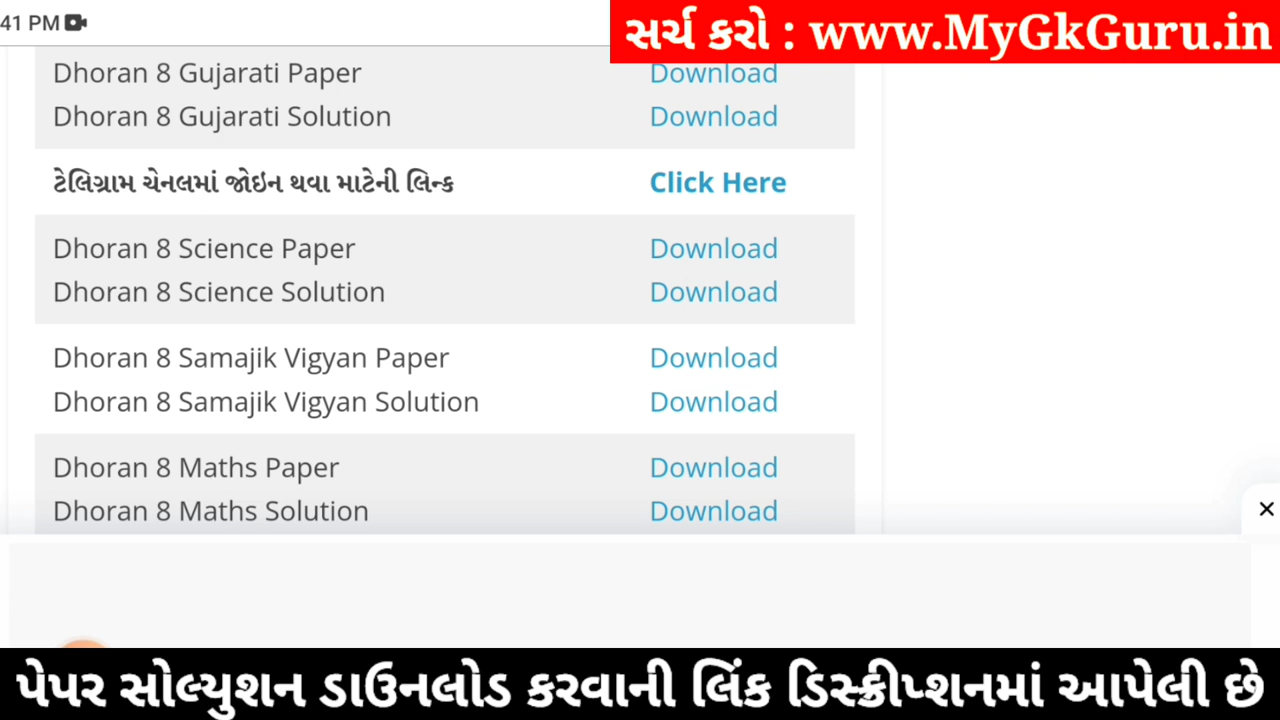 41 PM
સર્ચ કરો : www.MyGkGuru.in
Dhoran 8 Gujarati Paper Download
Dhoran 8 Gujarati Solution Download
ટેલિગ્રામ ચેનલમાં જોઇન થવા માટેની લિન્ક Click Here
Dhoran 8 Science Paper Download
Dhoran 8 Science Solution Download
Dhoran 8 Samajik Vigyan Paper Download
Dhoran 8 Samajik Vigyan Solution Download
Dhoran 8 Maths Paper Download
Dhoran 8 Maths Solution Download
પેપર સોલ્યુશન ડાઉનલોડ કરવાની લિંક ડિસ્ક્રીપ્શનમાં આપેલી છે